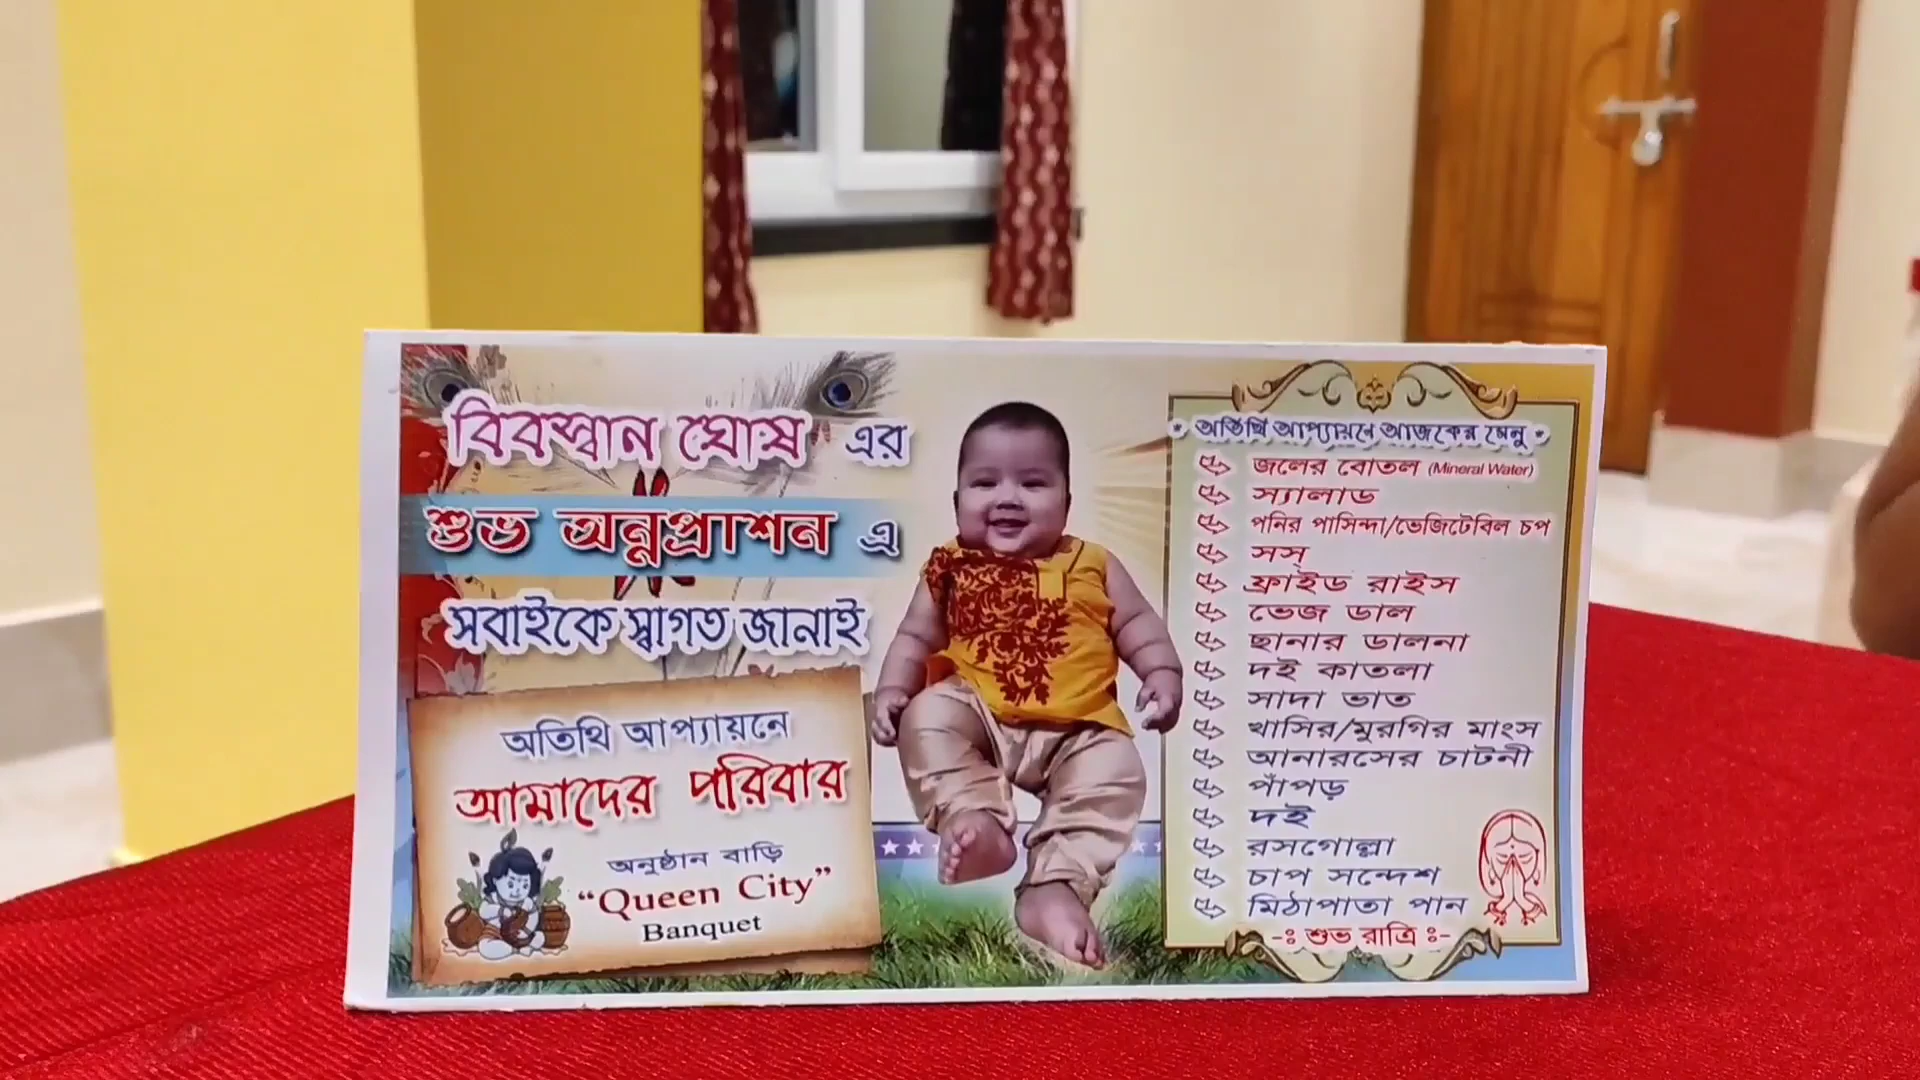 বিবস্বান ঘোষ এর
শুভ অন্নপ্রাশন এ
সবাইকে স্বাগত জানাই
অতিথি আপ্যায়নে
আমাদের পরিবার
অনুষ্ঠান বাড়ি
“Queen City”
Banquet
* অতিথি আপ্যায়নে আজকের মেনু *
জলের বোতল (Mineral Water)
স্যালাড
পনির পাসিন্দা/ভেজিটেবিল চপ
সস্
ফ্রাইড রাইস
ভেজ ডাল
ছানার ডালনা
দই কাতলা
সাদা ভাত
খাসির/মুরগির মাংস
আনারসের চাটনী
পাঁপড়
দই
রসগোল্লা
চাপ সন্দেশ
মিঠাপাতা পান
-ঃ শুভ রাত্রি ঃ-